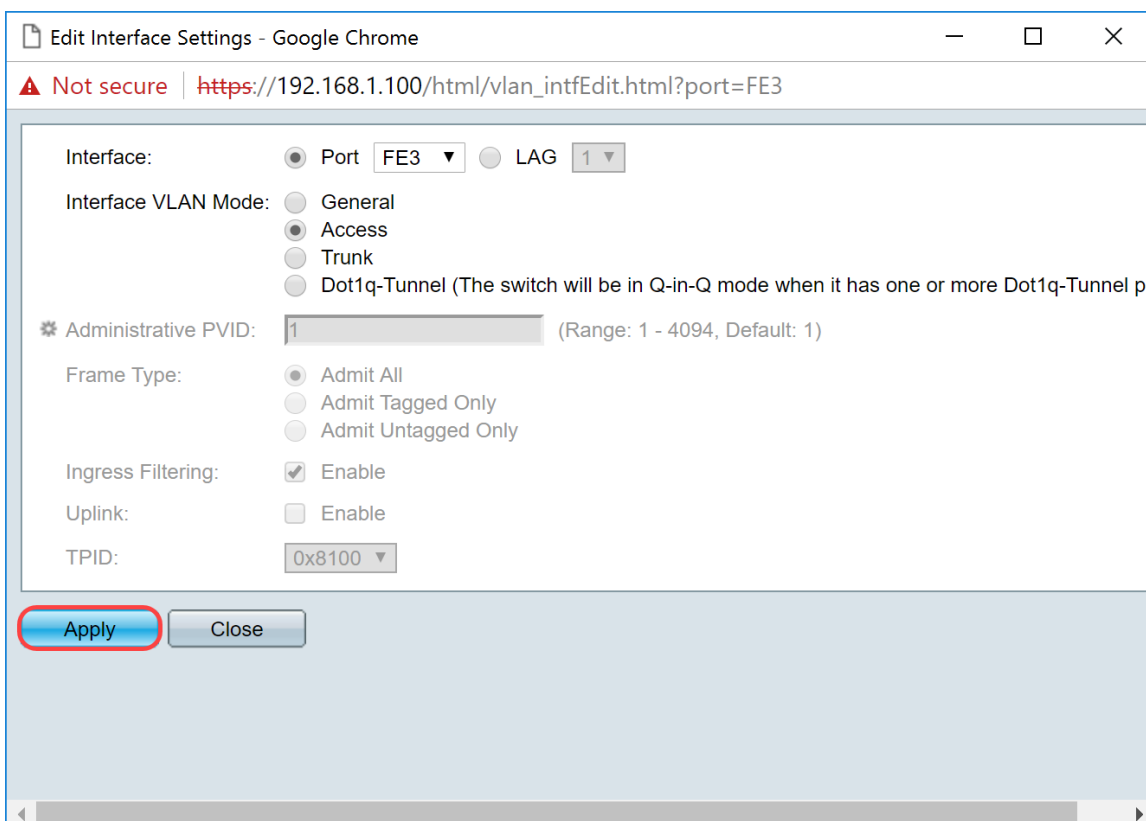 Edit Interface Settings - Google Chrome
Not secure https://192.168.1.100/html/vlan_intfEdit.html?port=FE3
Interface: Port FE3 LAG 1
Interface VLAN Mode: General
Access
Trunk
Dot1q-Tunnel (The switch will be in Q-in-Q mode when it has one or more Dot1q-Tunnel p
Administrative PVID: 1 (Range: 1 - 4094, Default: 1)
Frame Type: Admit All
Admit Tagged Only
Admit Untagged Only
Ingress Filtering: Enable
Uplink: Enable
TPID: 0x8100
Apply Close